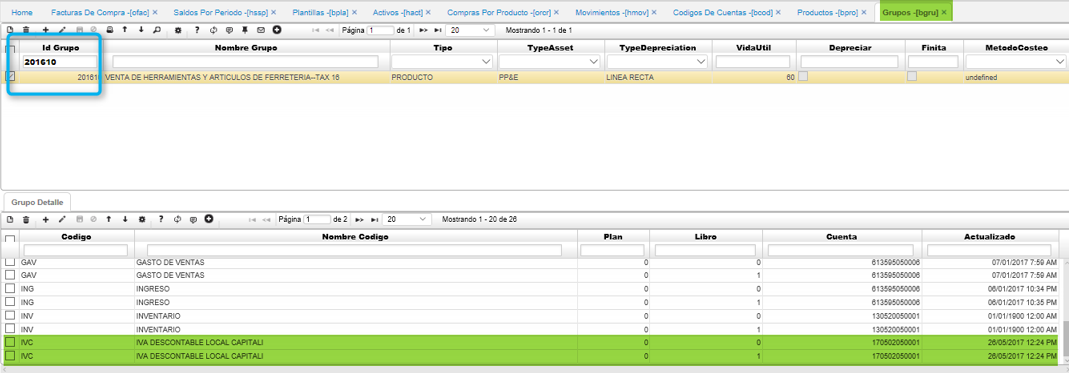 Home Facturas De Compra -[ofac] × Saldos Por Periodo -[hssp] × Plantillas -[bpla] × Activos -[hact] × Compras Por Producto -[orcr] × Movimientos -[hmov] × Codigos De Cuentas -[bcod] × Productos -[bpro] × Grupos -[bgru] ×
Página 1 de 1 20 Mostrando 1 - 1 de 1
Id Grupo Nombre Grupo Tipo TypeAsset TypeDepreciation VidaUtil Depreciar Finita MetodoCosteo
201610
201610 VENTA DE HERRAMIENTAS Y ARTICULOS DE FERRETERIA--TAX 16 PRODUCTO PP&E LINEA RECTA 60 undefined
Grupo Detalle
Página 1 de 2 20 Mostrando 1 - 20 de 26
Codigo Nombre Codigo Plan Libro Cuenta Actualizado
GAV GASTO DE VENTAS 0 0 613595050006 07/01/2017 7:59 AM
GAV GASTO DE VENTAS 0 1 613595050006 07/01/2017 7:59 AM
ING INGRESO 0 0 613595050006 06/01/2017 10:34 PM
ING INGRESO 0 1 613595050006 06/01/2017 10:35 PM
INV INVENTARIO 0 0 130520050001 01/01/1900 12:00 AM
INV INVENTARIO 0 1 130520050001 01/01/1900 12:00 AM
IVC IVA DESCONTABLE LOCAL CAPITALI 0 0 170502050001 26/05/2017 12:24 PM
IVC IVA DESCONTABLE LOCAL CAPITALI 0 1 170502050001 26/05/2017 12:24 PM